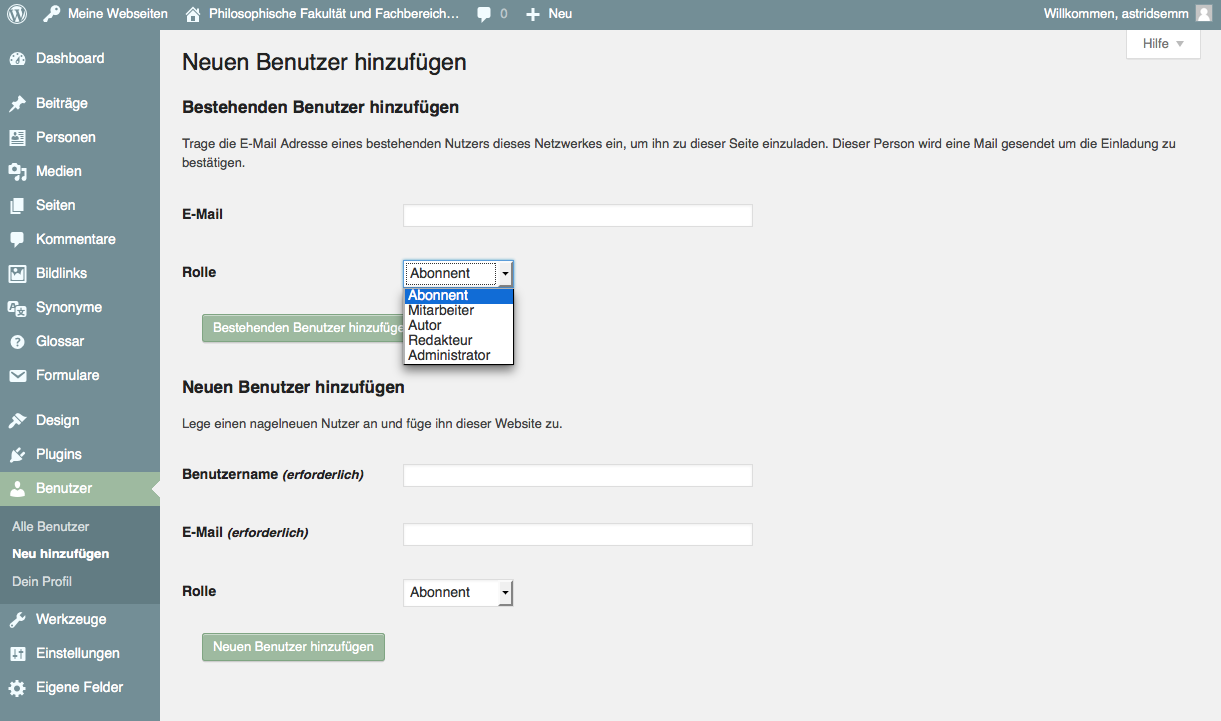 Meine Webseiten
Philosophische Fakultät und Fachbereich...
0
Neu
Willkommen, astridsemm
Dashboard
Beiträge
Personen
Medien
Seiten
Kommentare
Bildlinks
Synonyme
Glossar
Formulare
Design
Plugins
Benutzer
Alle Benutzer
Neu hinzufügen
Dein Profil
Werkzeuge
Einstellungen
Eigene Felder
Hilfe
Neuen Benutzer hinzufügen
Bestehenden Benutzer hinzufügen
Trage die E-Mail Adresse eines bestehenden Nutzers dieses Netzwerkes ein, um ihn zu dieser Seite einzuladen. Dieser Person wird eine Mail gesendet um die Einladung zu
bestätigen.
E-Mail
Rolle
Abonnent
Abonnent
Mitarbeiter
Autor
Redakteur
Administrator
Bestehenden Benutzer hinzufüge
Neuen Benutzer hinzufügen
Lege einen nagelneuen Nutzer an und füge ihn dieser Website zu.
Benutzername (erforderlich)
E-Mail (erforderlich)
Rolle
Abonnent
Neuen Benutzer hinzufügen